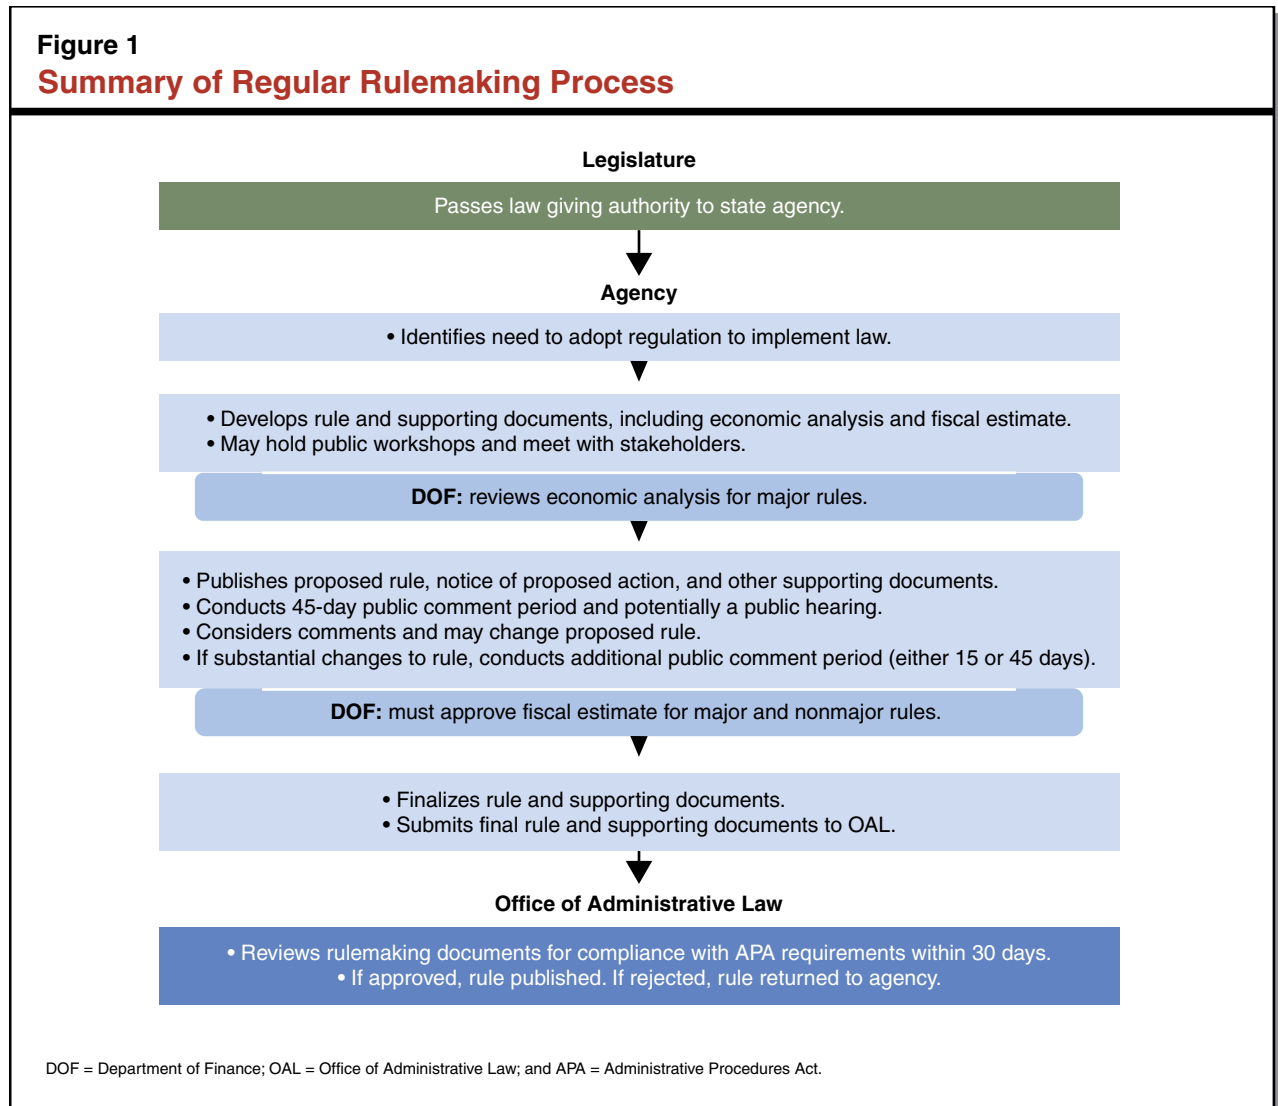 Figure 1
Summary of Regular Rulemaking Process
Legislature
Passes law giving authority to state agency.
Agency
• Identifies need to adopt regulation to implement law.
• Develops rule and supporting documents, including economic analysis and fiscal estimate.
• May hold public workshops and meet with stakeholders.
DOF: reviews economic analysis for major rules.
• Publishes proposed rule, notice of proposed action, and other supporting documents.
• Conducts 45-day public comment period and potentially a public hearing.
• Considers comments and may change proposed rule.
• If substantial changes to rule, conducts additional public comment period (either 15 or 45 days).
DOF: must approve fiscal estimate for major and nonmajor rules.
• Finalizes rule and supporting documents.
• Submits final rule and supporting documents to OAL.
Office of Administrative Law
• Reviews rulemaking documents for compliance with APA requirements within 30 days.
• If approved, rule published. If rejected, rule returned to agency.
DOF = Department of Finance; OAL = Office of Administrative Law; and APA = Administrative Procedures Act.